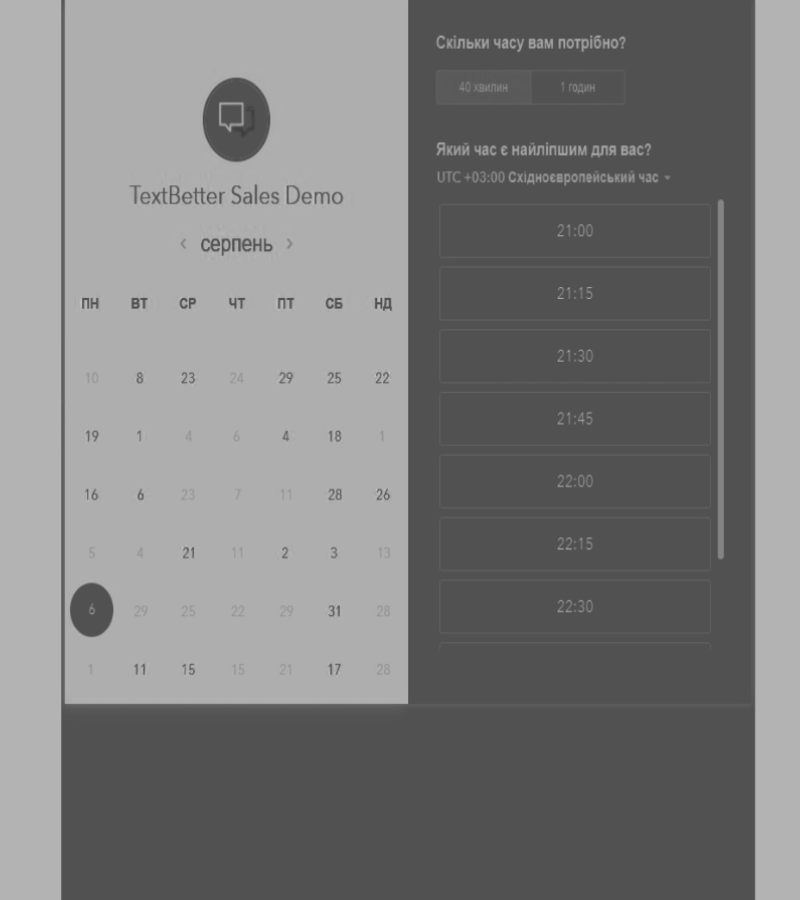 TextBetter Sales Demo
‹ серпень ›
ПН ВТ СР ЧТ ПТ СБ НД
10 8 23 24 29 25 22
19 1 4 6 4 18 1
16 6 23 7 11 28 26
5 4 21 11 2 3 13
6 29 25 22 29 31 28
1 11 15 15 21 17 28
Скільки часу вам потрібно?
40 хвилин 1 годин
Який час є найліпшим для вас?
UTC +03:00 Східноєвропейський час
21:00
21:15
21:30
21:45
22:00
22:15
22:30